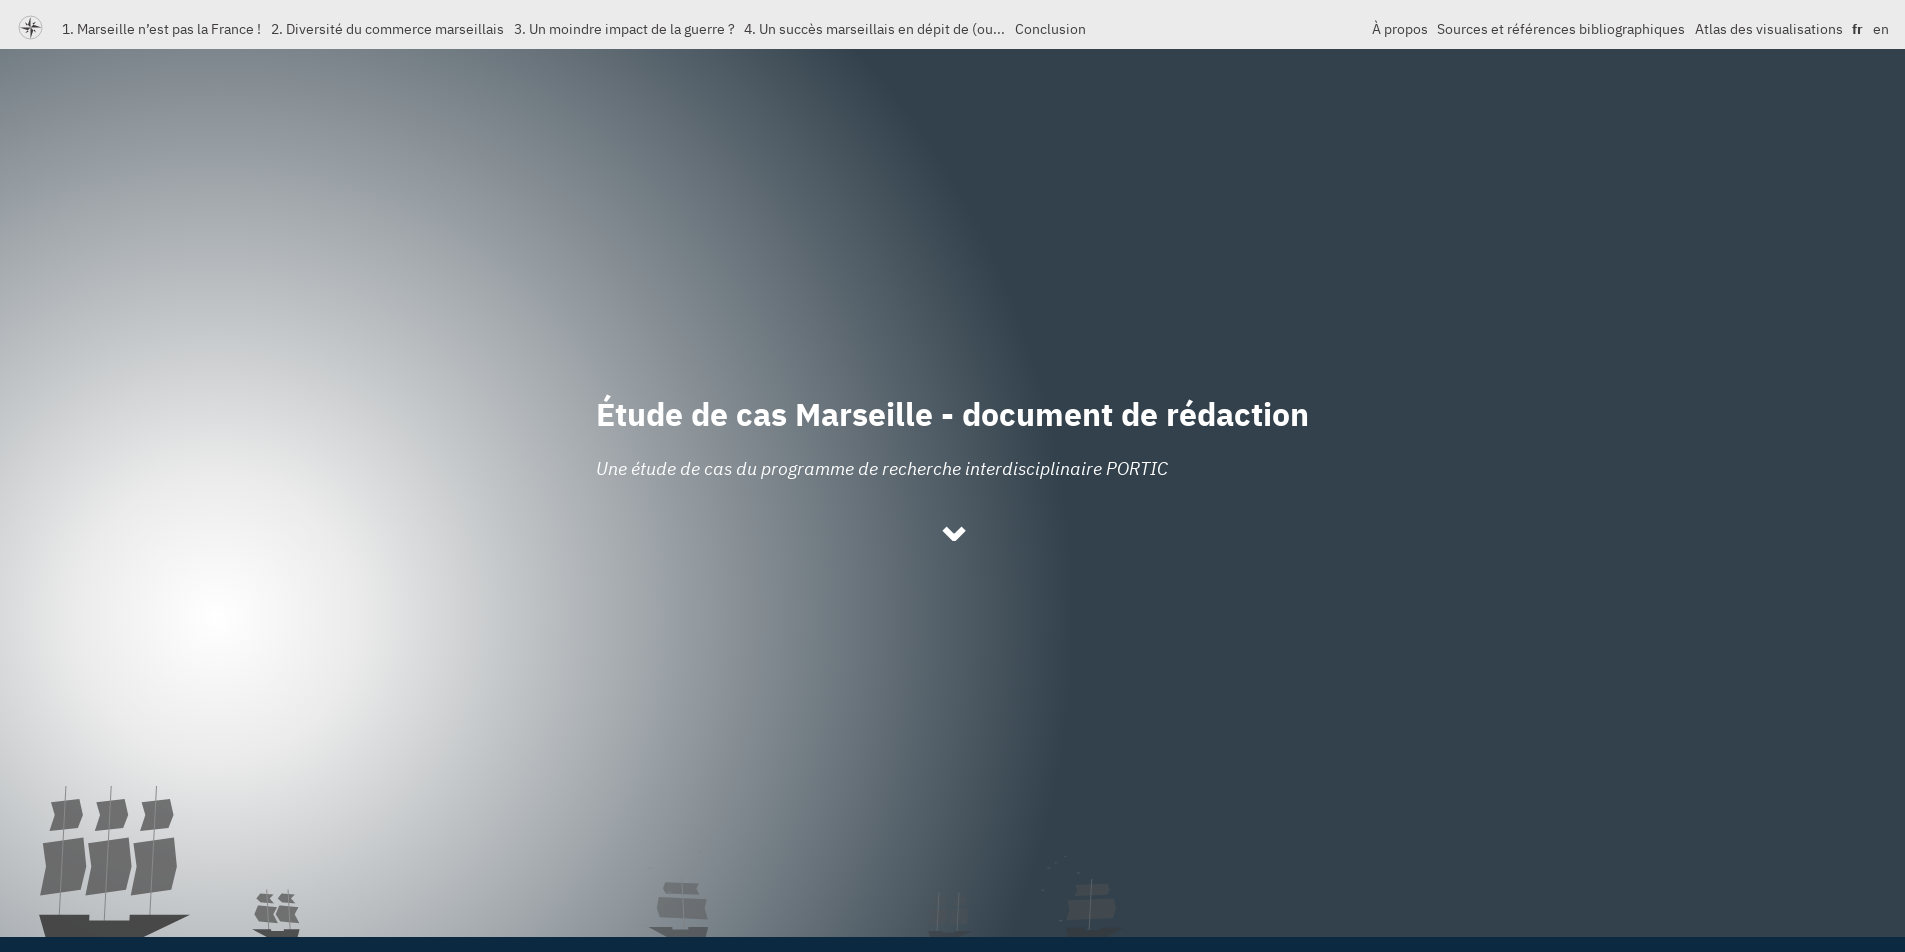 1. Marseille n’est pas la France ! 2. Diversité du commerce marseillais 3. Un moindre impact de la guerre ? 4. Un succès marseillais en dépit de (ou... Conclusion À propos Sources et références bibliographiques Atlas des visualisations fr en
Étude de cas Marseille - document de rédaction
Une étude de cas du programme de recherche interdisciplinaire PORTIC